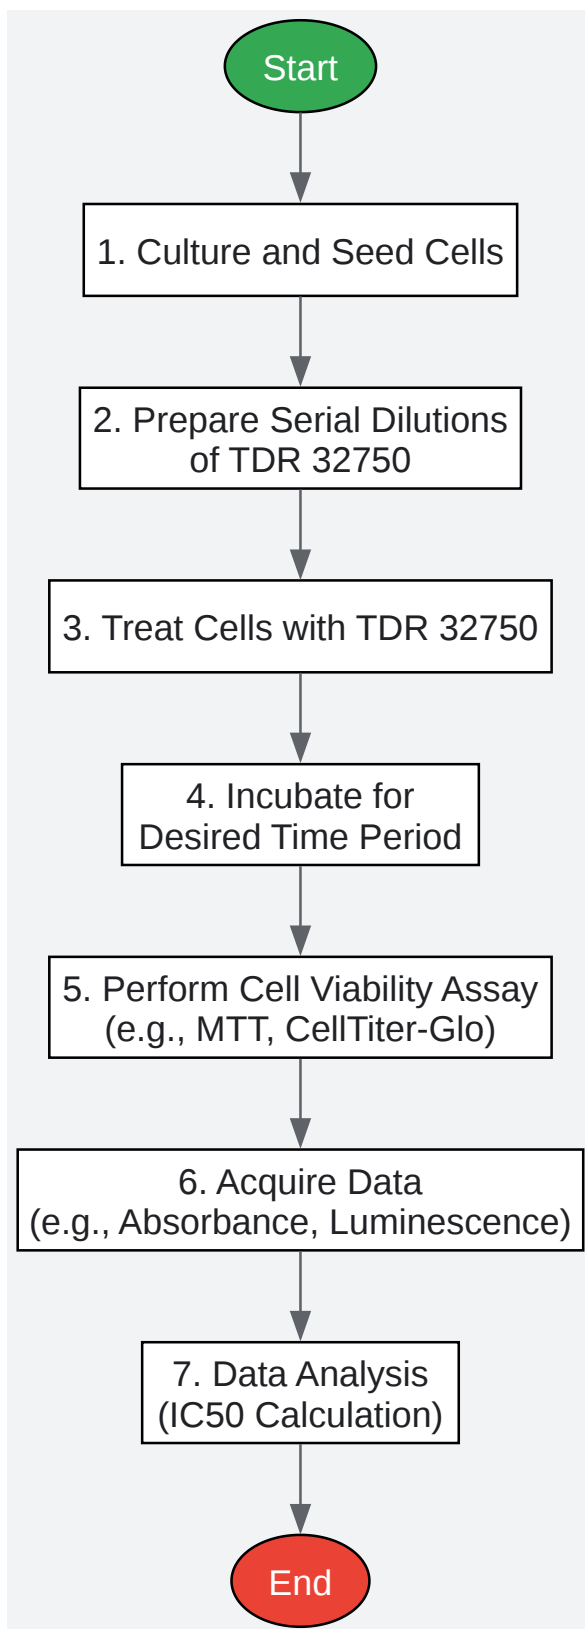 Start
1. Culture and Seed Cells
2. Prepare Serial Dilutions
of TDR 32750
3. Treat Cells with TDR 32750
4. Incubate for
Desired Time Period
5. Perform Cell Viability Assay
(e.g., MTT, CellTiter-Glo)
6. Acquire Data
(e.g., Absorbance, Luminescence)
7. Data Analysis
(IC50 Calculation)
End